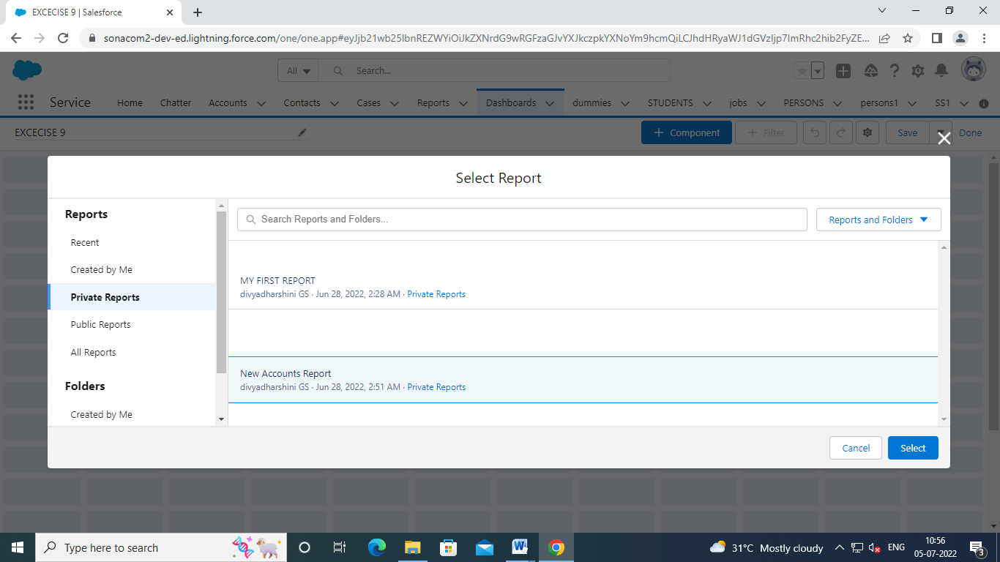 EXCECISE 9 | Salesforce
sonacom2-dev-ed.lightning.force.com/one/one.app#eyJjb21wb25lbnREZWYiOiJkZXNrdG9wRGFzaGJvYXJkczpkYXNoYm9hcmQiLCJhdHRyaWJ1dGVzIjp7ImRhc2hib2FyZE...
All
Search...
Service Home Chatter Accounts Contacts Cases Reports Dashboards dummies STUDENTS jobs PERSONS persons1 SS1
EXCECISE 9 + Component + Filter Save Done
Select Report
Reports
Recent
Created by Me
Private Reports
Public Reports
All Reports
Folders
Created by Me
Search Reports and Folders...
Reports and Folders
MY FIRST REPORT
divyadharshini GS · Jun 28, 2022, 2:28 AM · Private Reports
New Accounts Report
divyadharshini GS · Jun 28, 2022, 2:51 AM · Private Reports
Cancel Select
Type here to search
31°C Mostly cloudy
ENG
10:56
05-07-2022
3